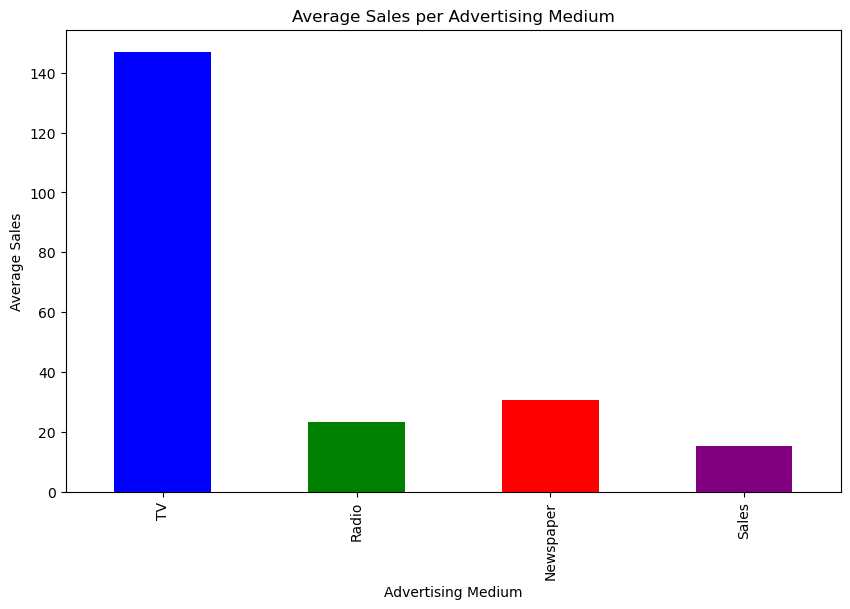 Average Sales per Advertising Medium
Average Sales
140
120
100
80
60
40
20
0
TV
Radio
Newspaper
Sales
Advertising Medium